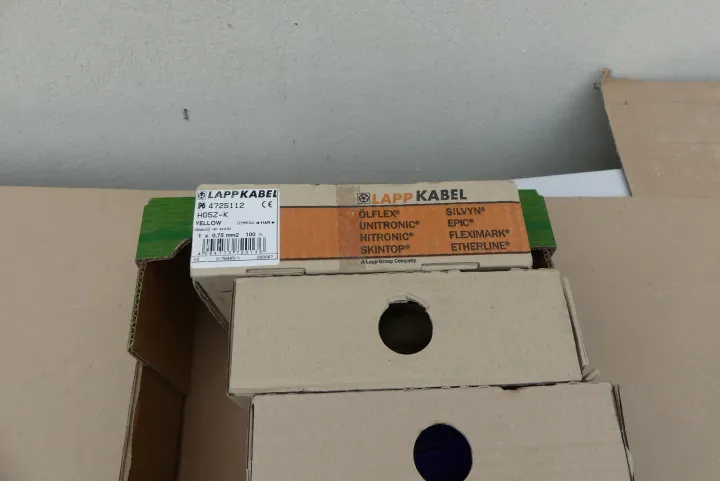 LAPP KABEL
4725112 CE
H05Z-K
YELLOW
◄HAR►
1 x 0,75 mm2 100
LAPP KABEL
ÖLFLEX® SILVYN®
UNITRONIC® EPIC®
HITRONIC® FLEXIMARK®
SKINTOP® ETHERLINE®
A Lapp Group Company